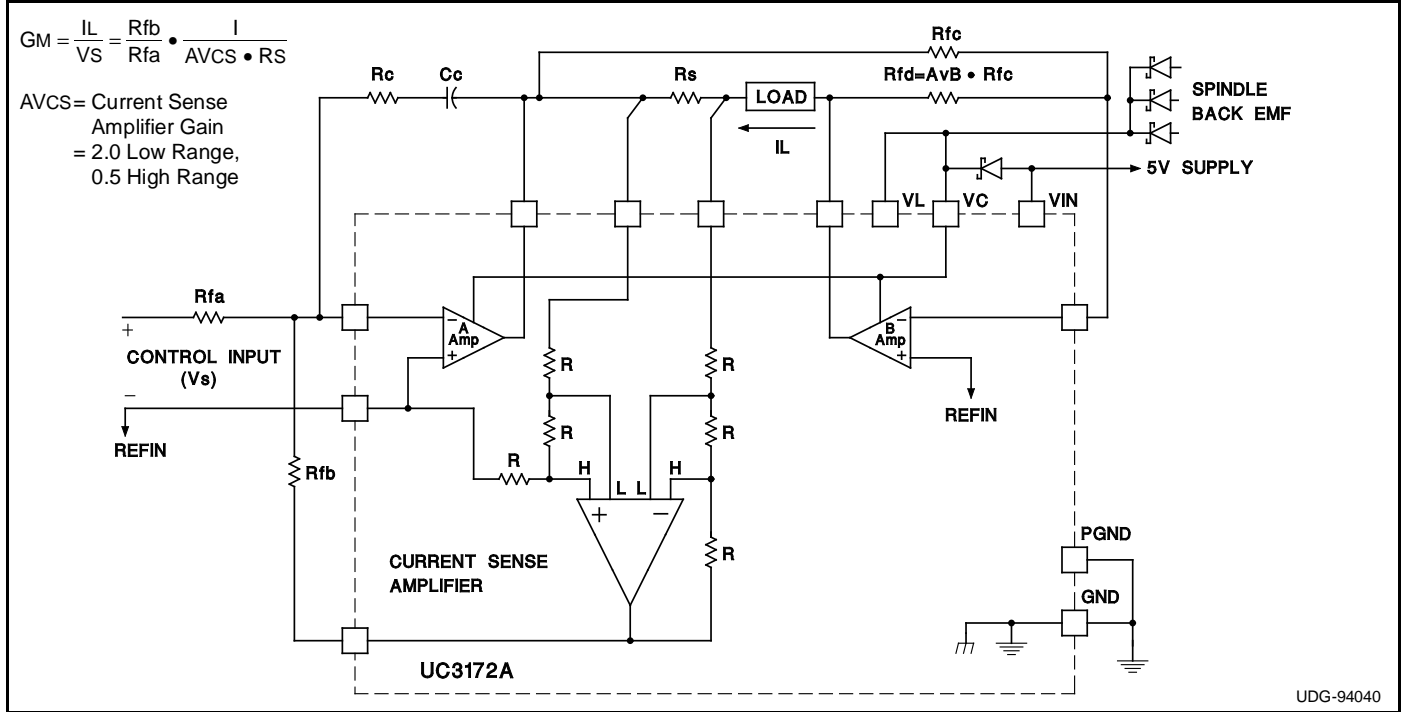 GM = IL/VS = Rfb/Rfa • I/(AVCS • RS)
AVCS= Current Sense
Amplifier Gain
= 2.0 Low Range,
0.5 High Range
Rfc
Rc
Cc
Rs
LOAD
Rfd=AvB • Rfc
IL
SPINDLE
BACK EMF
5V SUPPLY
VL
VC
VIN
Rfa
+
CONTROL INPUT
(Vs)
−
REFIN
Rfb
−
A
Amp
+
B
Amp
−
+
REFIN
R
R
R
R
R
H
L
L
H
+
−
R
CURRENT SENSE
AMPLIFIER
PGND
GND
UC3172A
UDG-94040